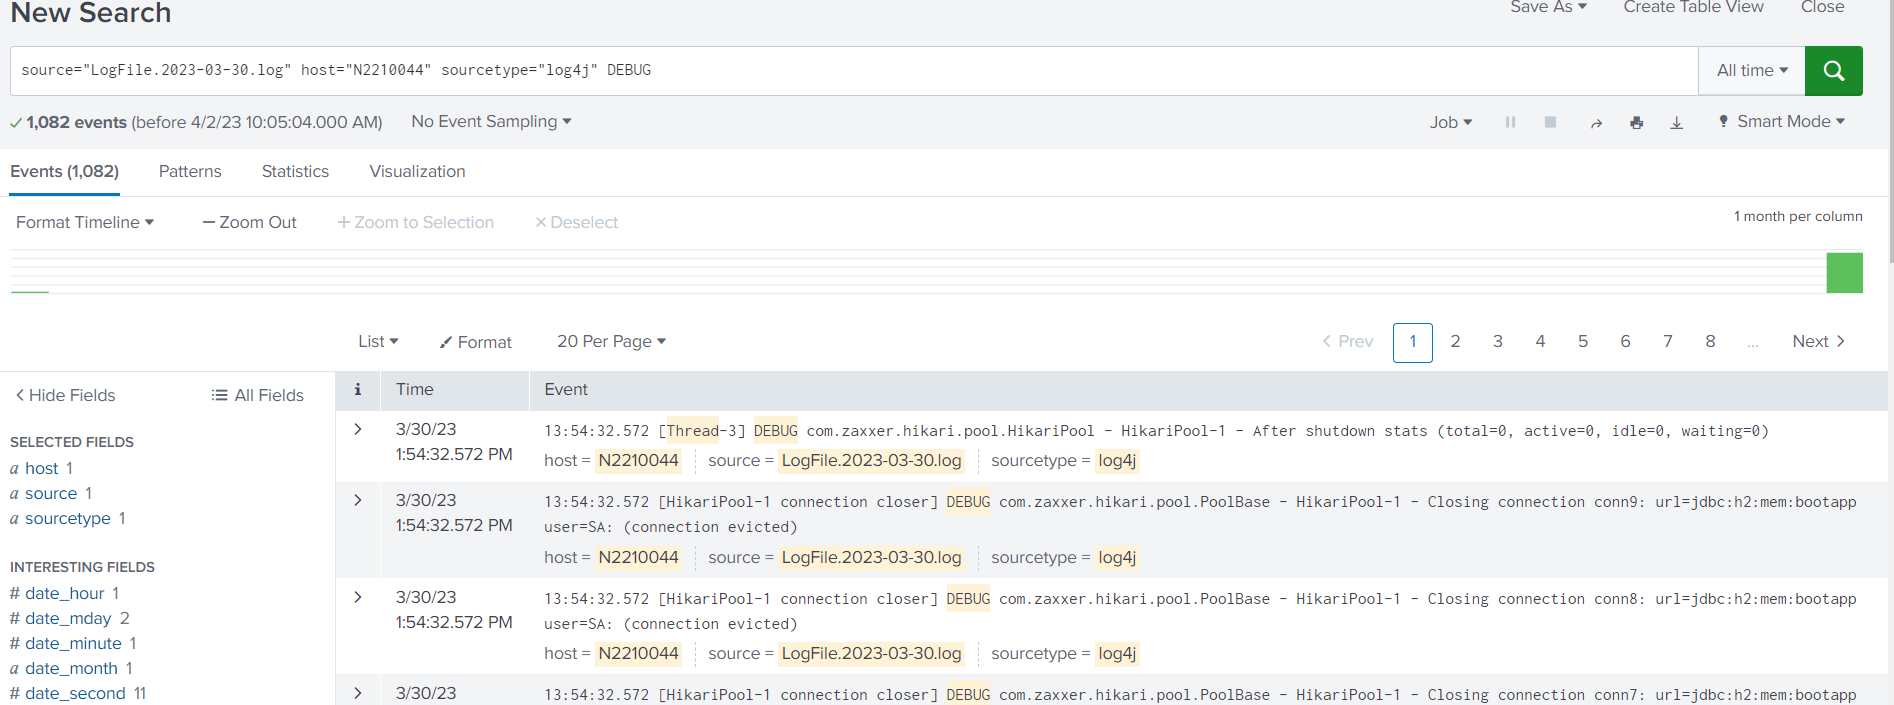 New Search
Save As
Create Table View
Close
source="LogFile.2023-03-30.log" host="N2210044" sourcetype="log4j" DEBUG
All time
1,082 events (before 4/2/23 10:05:04.000 AM)
No Event Sampling
Job
Smart Mode
Events (1,082)
Patterns
Statistics
Visualization
Format Timeline
— Zoom Out
+ Zoom to Selection
× Deselect
1 month per column
List
Format
20 Per Page
< Prev
1
2
3
4
5
6
7
8
...
Next >
< Hide Fields
All Fields
SELECTED FIELDS
a host 1
a source 1
a sourcetype 1
INTERESTING FIELDS
# date_hour 1
# date_mday 2
# date_minute 1
a date_month 1
# date_second 11
i
Time
Event
>
3/30/23
1:54:32.572 PM
13:54:32.572 [Thread-3] DEBUG com.zaxxer.hikari.pool.HikariPool - HikariPool-1 - After shutdown stats (total=0, active=0, idle=0, waiting=0)
host = N2210044
source = LogFile.2023-03-30.log
sourcetype = log4j
>
3/30/23
1:54:32.572 PM
13:54:32.572 [HikariPool-1 connection closer] DEBUG com.zaxxer.hikari.pool.PoolBase - HikariPool-1 - Closing connection conn9: url=jdbc:h2:mem:bootapp
user=SA: (connection evicted)
host = N2210044
source = LogFile.2023-03-30.log
sourcetype = log4j
>
3/30/23
1:54:32.572 PM
13:54:32.572 [HikariPool-1 connection closer] DEBUG com.zaxxer.hikari.pool.PoolBase - HikariPool-1 - Closing connection conn8: url=jdbc:h2:mem:bootapp
user=SA: (connection evicted)
host = N2210044
source = LogFile.2023-03-30.log
sourcetype = log4j
>
3/30/23
13:54:32.572 [HikariPool-1 connection closer] DEBUG com.zaxxer.hikari.pool.PoolBase - HikariPool-1 - Closing connection conn7: url=jdbc:h2:mem:bootapp